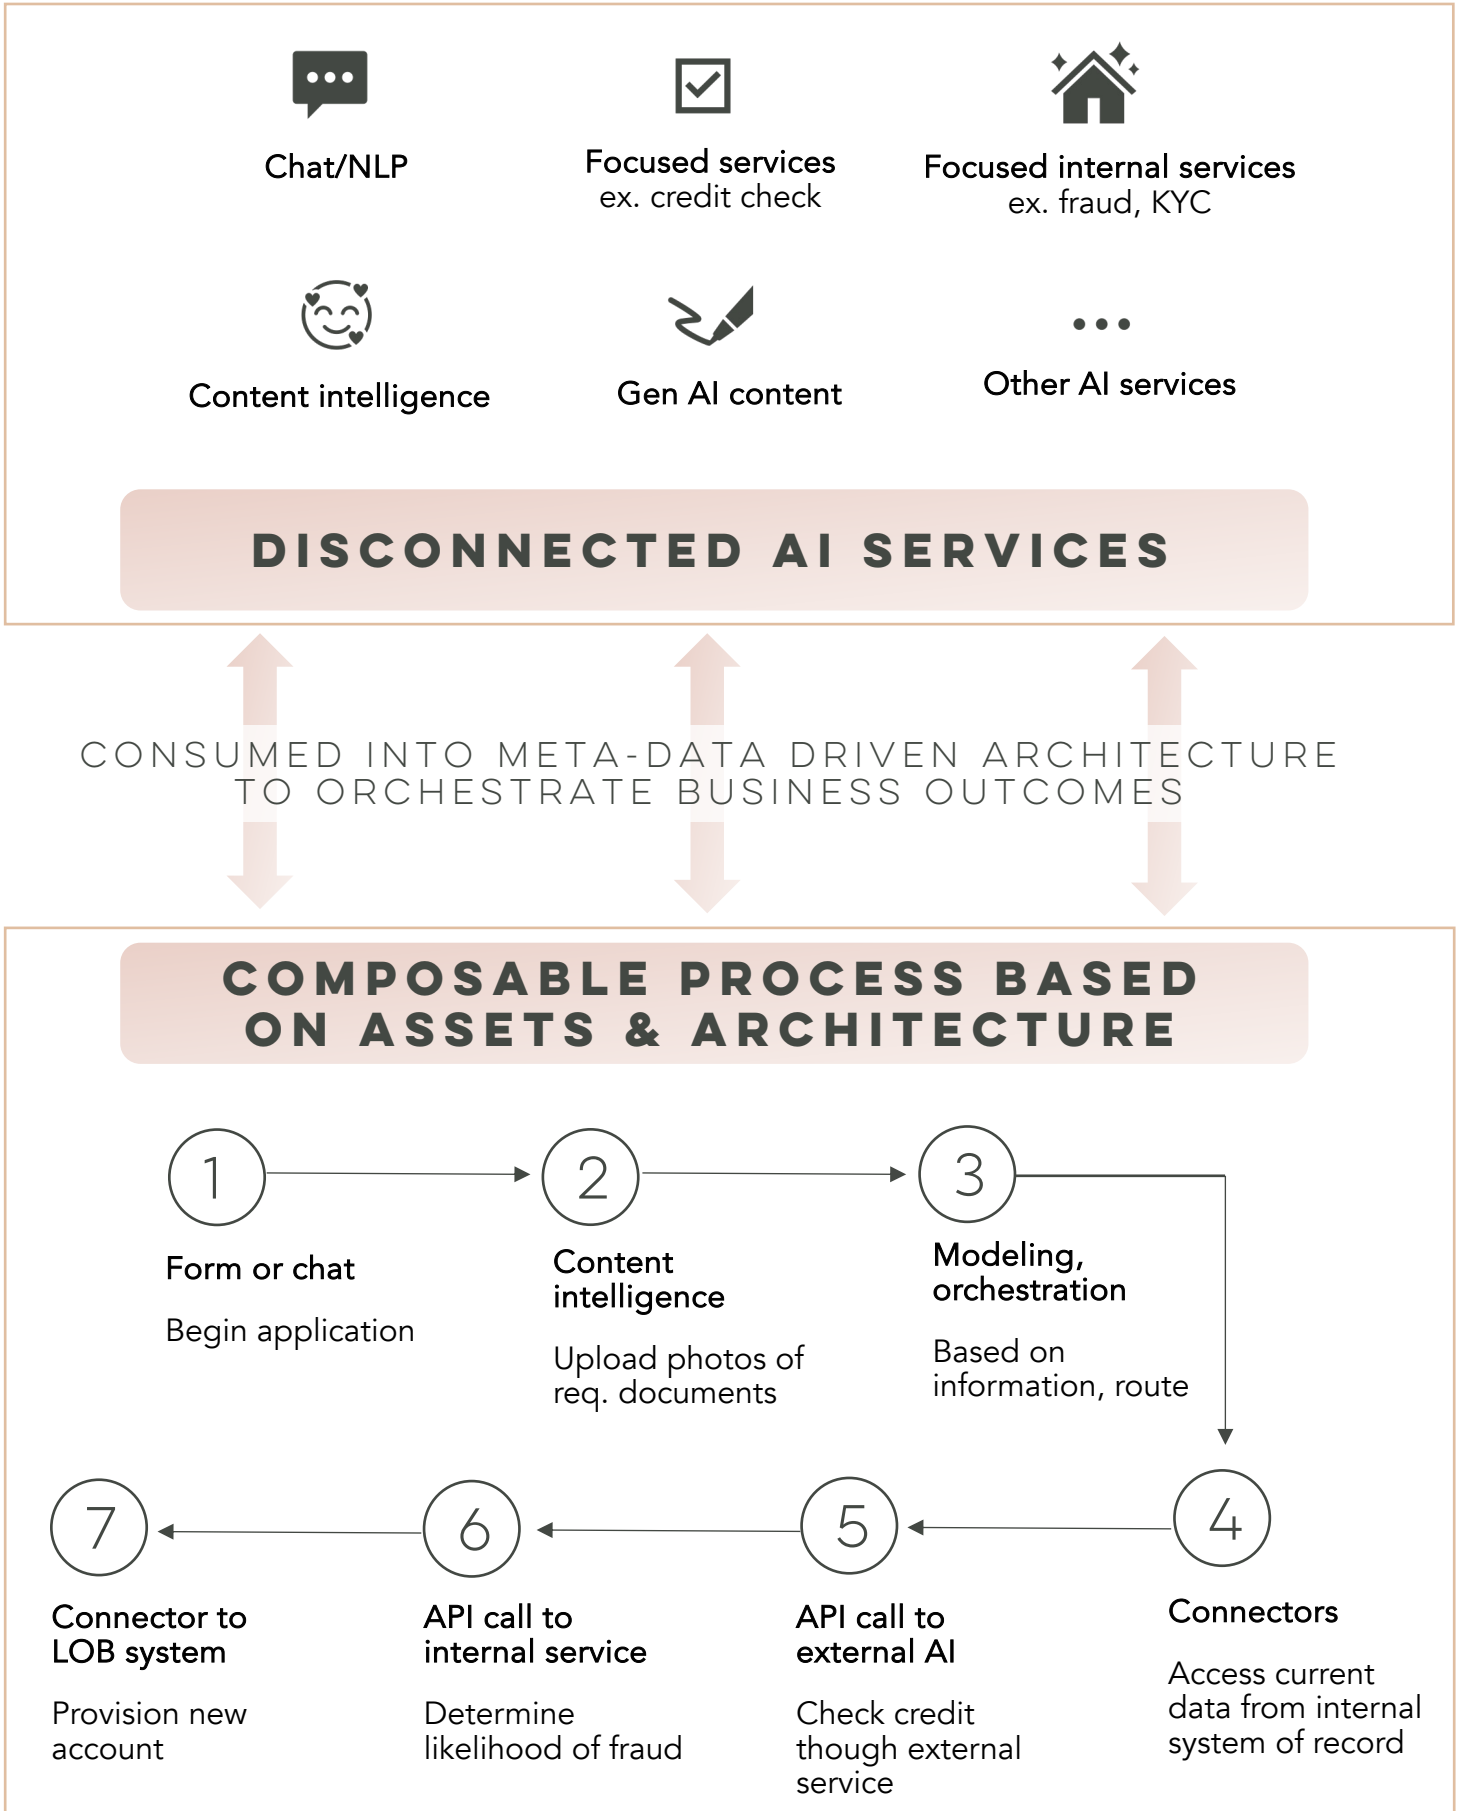 Chat/NLP
Focused services
ex. credit check
Focused internal services
ex. fraud, KYC
Content intelligence
Gen AI content
Other AI services
DISCONNECTED AI SERVICES
CONSUMED INTO META-DATA DRIVEN ARCHITECTURE
TO ORCHESTRATE BUSINESS OUTCOMES
COMPOSABLE PROCESS BASED
ON ASSETS & ARCHITECTURE
1
Form or chat
Begin application
2
Content
intelligence
Upload photos of
req. documents
3
Modeling,
orchestration
Based on
information, route
4
Connectors
Access current
data from internal
system of record
5
API call to
external AI
Check credit
though external
service
6
API call to
internal service
Determine
likelihood of fraud
7
Connector to
LOB system
Provision new
account